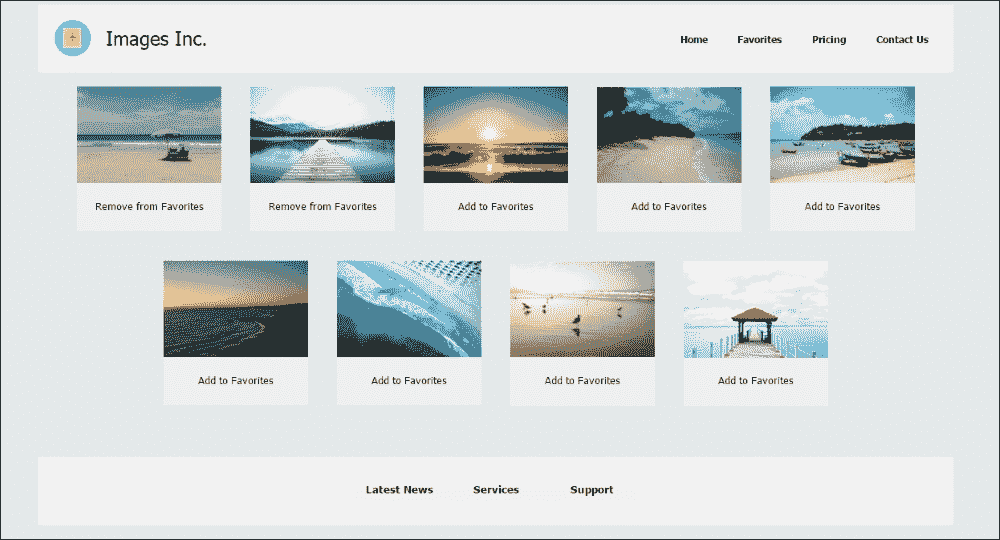 Images Inc.
Home Favorites Pricing Contact Us
Remove from Favorites Remove from Favorites Add to Favorites Add to Favorites Add to Favorites
Add to Favorites Add to Favorites Add to Favorites Add to Favorites
Latest News Services Support